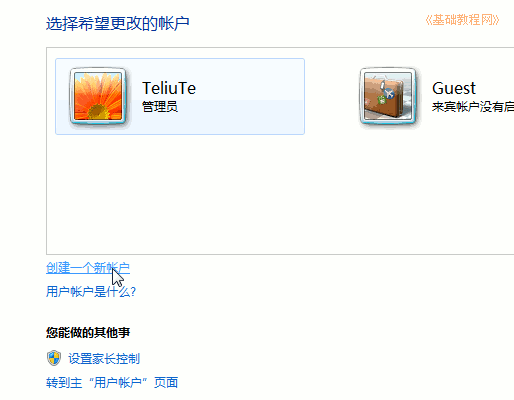 选择希望更改的帐户
《基础教程网》
TeliuTe
管理员
Guest
来宾帐户没有启
创建一个新帐户
用户帐户是什么?
您能做的其他事
设置家长控制
转到主“用户帐户”页面